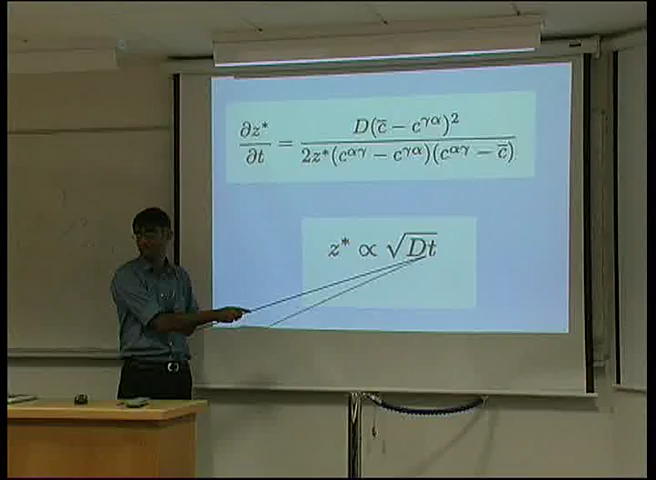 ∂z*/∂t = D(c̅ − c^γα)² / 2z*(c^αγ − c^γα)(c^αγ − c̅)
z* ∝ √Dt